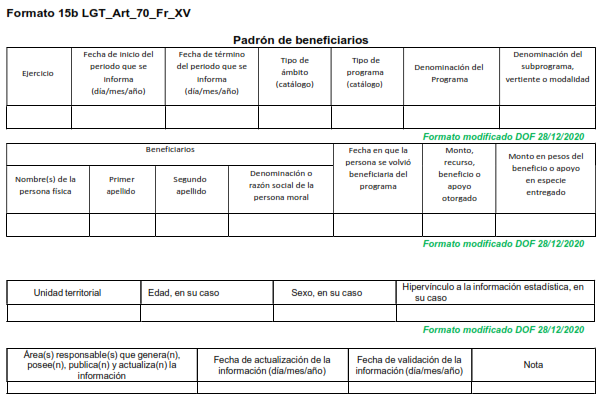 Formato 15b LGT_Art_70_Fr_XV
Padrón de beneficiarios
Ejercicio
Fecha de inicio del
periodo que se
informa
(día/mes/año)
Fecha de término
del periodo que se
informa
(día/mes/año)
Tipo de
ámbito
(catálogo)
Tipo de
programa
(catálogo)
Denominación del
Programa
Denominación del
subprograma,
vertiente o modalidad
Formato modificado DOF 28/12/2020
Beneficiarios
Nombre(s) de la
persona física
Primer
apellido
Segundo
apellido
Denominación o
razón social de la
persona moral
Fecha en que la
persona se volvió
beneficiaria del
programa
Monto,
recurso,
beneficio o
apoyo
otorgado
Monto en pesos del
beneficio o apoyo
en especie
entregado
Formato modificado DOF 28/12/2020
Unidad territorial
Edad, en su caso
Sexo, en su caso
Hipervínculo a la información estadística, en
su caso
Formato modificado DOF 28/12/2020
Área(s) responsable(s) que genera(n),
posee(n), publica(n) y actualiza(n) la
información
Fecha de actualización de la
información (día/mes/año)
Fecha de validación de la
información (día/mes/año)
Nota